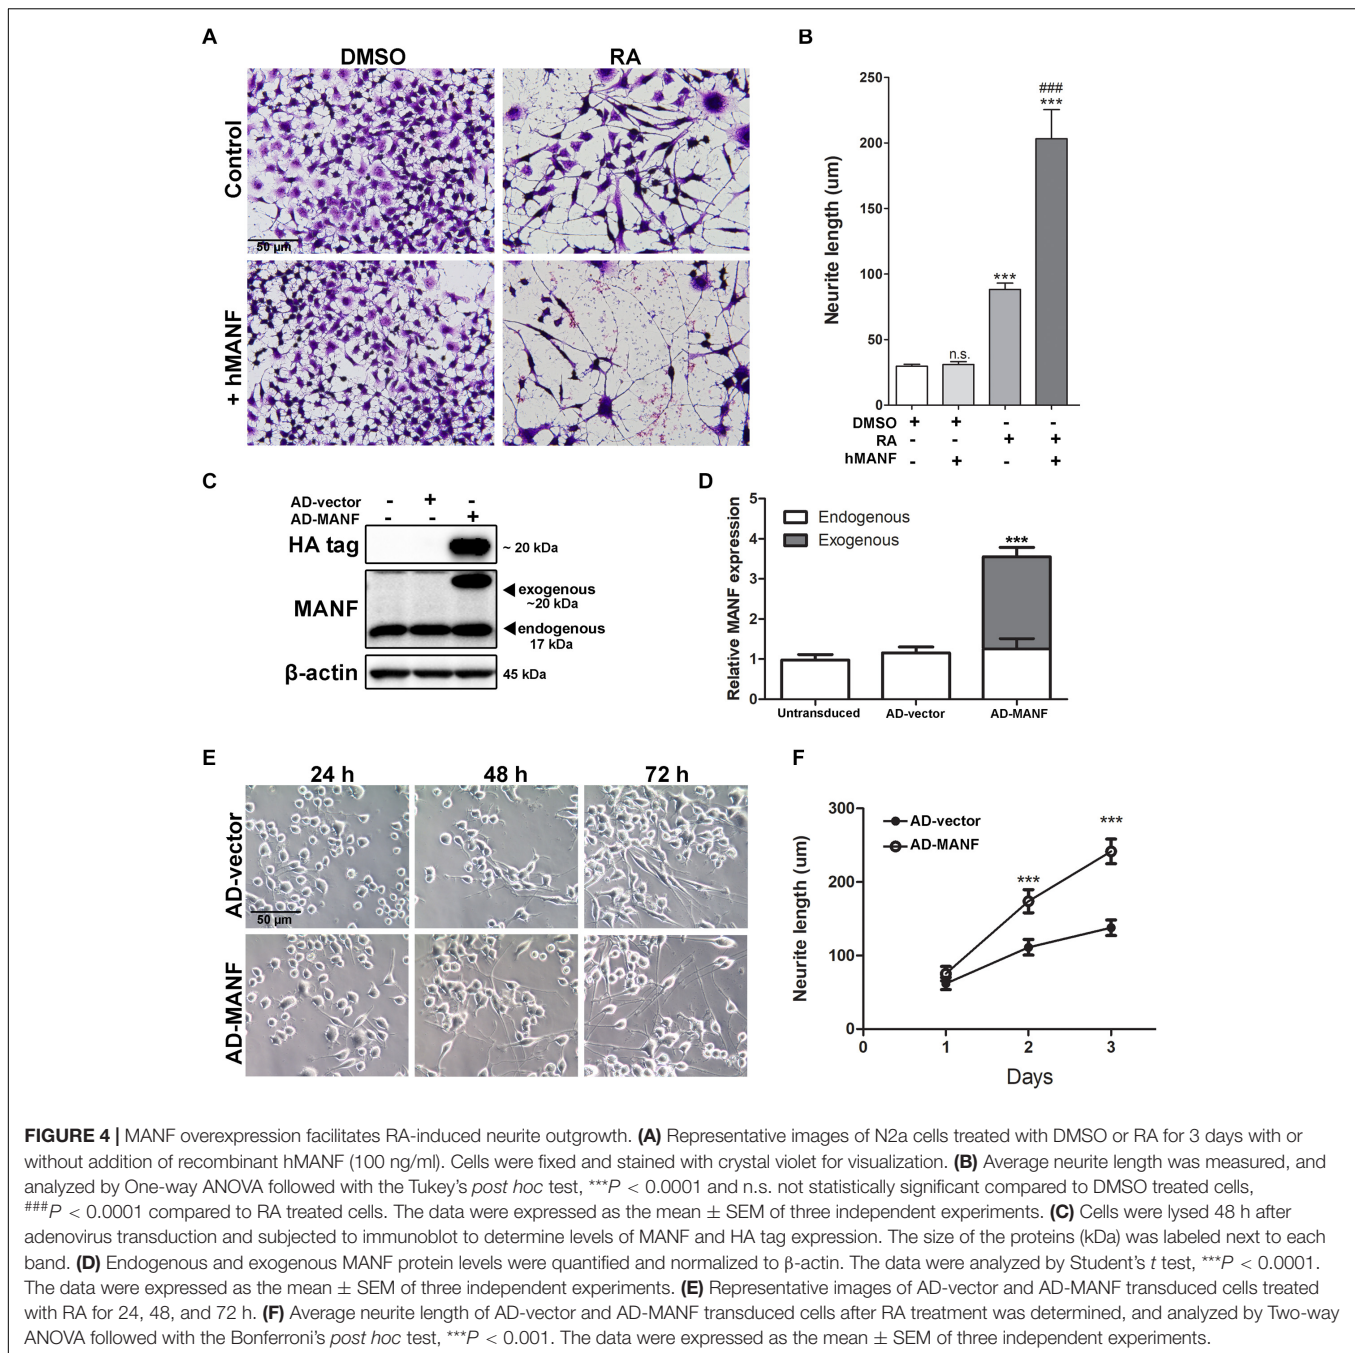 A
DMSO
RA
Control
50 µm
+ hMANF
B
250
200
150
100
50
0
Neurite length (um)
n.s.
***
###
***
DMSO + + - -
RA - - + +
hMANF - + - +
C
AD-vector - + -
AD-MANF - - +
HA tag
~ 20 kDa
MANF
exogenous
~20 kDa
endogenous
17 kDa
β-actin
45 kDa
D
5
4
3
2
1
0
Relative MANF expression
Endogenous
Exogenous
***
Untransduced
AD-vector
AD-MANF
E
24 h
48 h
72 h
AD-vector
50 µm
AD-MANF
F
300
200
100
0
Neurite length (um)
AD-vector
AD-MANF
***
***
0
1
2
3
Days
FIGURE 4 | MANF overexpression facilitates RA-induced neurite outgrowth. (A) Representative images of N2a cells treated with DMSO or RA for 3 days with or
without addition of recombinant hMANF (100 ng/ml). Cells were fixed and stained with crystal violet for visualization. (B) Average neurite length was measured, and
analyzed by One-way ANOVA followed with the Tukey's post hoc test, ***P < 0.0001 and n.s. not statistically significant compared to DMSO treated cells,
###P < 0.0001 compared to RA treated cells. The data were expressed as the mean ± SEM of three independent experiments. (C) Cells were lysed 48 h after
adenovirus transduction and subjected to immunoblot to determine levels of MANF and HA tag expression. The size of the proteins (kDa) was labeled next to each
band. (D) Endogenous and exogenous MANF protein levels were quantified and normalized to β-actin. The data were analyzed by Student's t test, ***P < 0.0001.
The data were expressed as the mean ± SEM of three independent experiments. (E) Representative images of AD-vector and AD-MANF transduced cells treated
with RA for 24, 48, and 72 h. (F) Average neurite length of AD-vector and AD-MANF transduced cells after RA treatment was determined, and analyzed by Two-way
ANOVA followed with the Bonferroni's post hoc test, ***P < 0.001. The data were expressed as the mean ± SEM of three independent experiments.